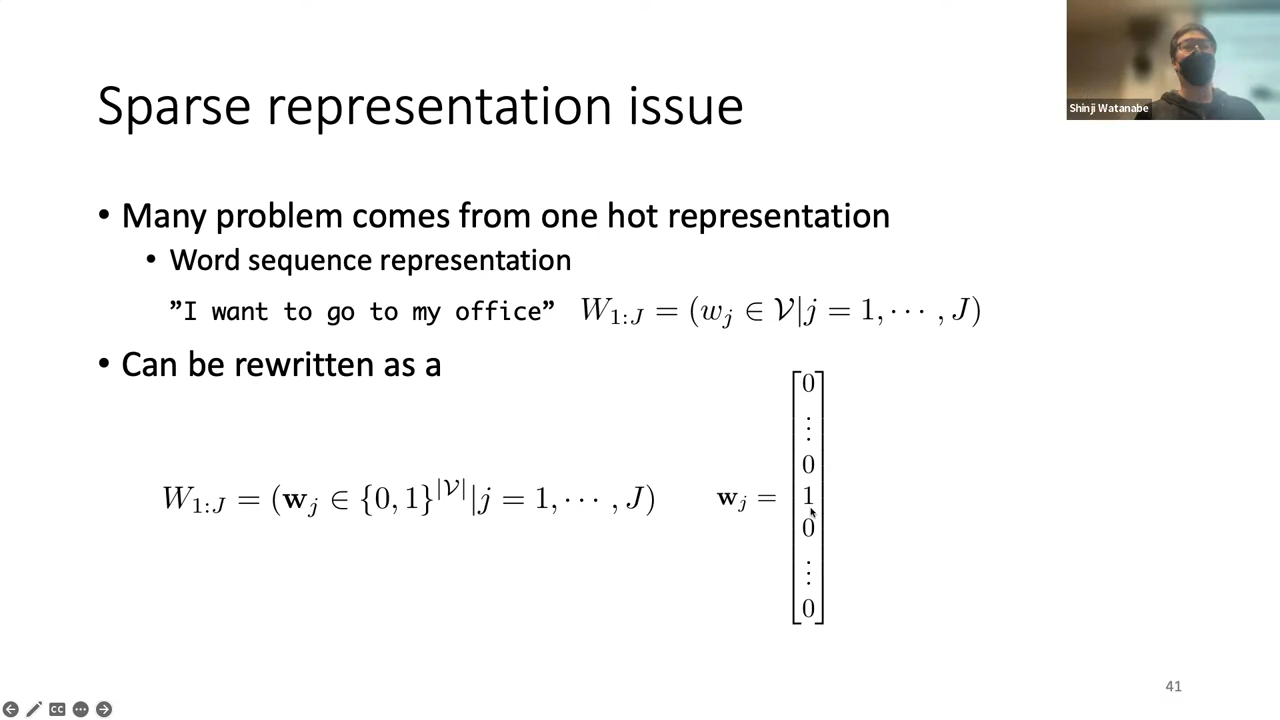 Shinji Watanabe
Sparse representation issue
• Many problem comes from one hot representation
• Word sequence representation
”I want to go to my office” W_{1:J} = (w_j ∈ 𝒱|j = 1, ⋯ , J)
• Can be rewritten as a
W_{1:J} = (𝐰_j ∈ {0, 1}^{|𝒱|}|j = 1, ⋯ , J)
𝐰_j =
0
⋮
0
1
0
⋮
0
CC
41